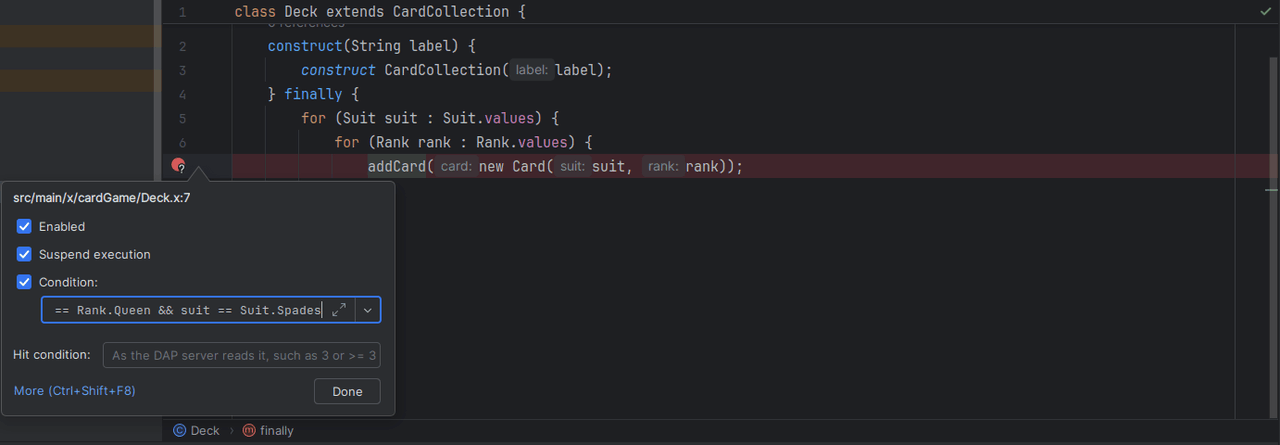 1 class Deck extends CardCollection {
2 construct(String label) {
3 construct CardCollection( label: label);
4 } finally {
5 for (Suit suit : Suit.values) {
6 for (Rank rank : Rank.values) {
addCard( card: new Card( suit: suit, rank: rank));
src/main/x/cardGame/Deck.x:7
Enabled
Suspend execution
Condition:
== Rank.Queen && suit == Suit.Spades
Hit condition: As the DAP server reads it, such as 3 or >= 3
More (Ctrl+Shift+F8) Done
Deck › finally